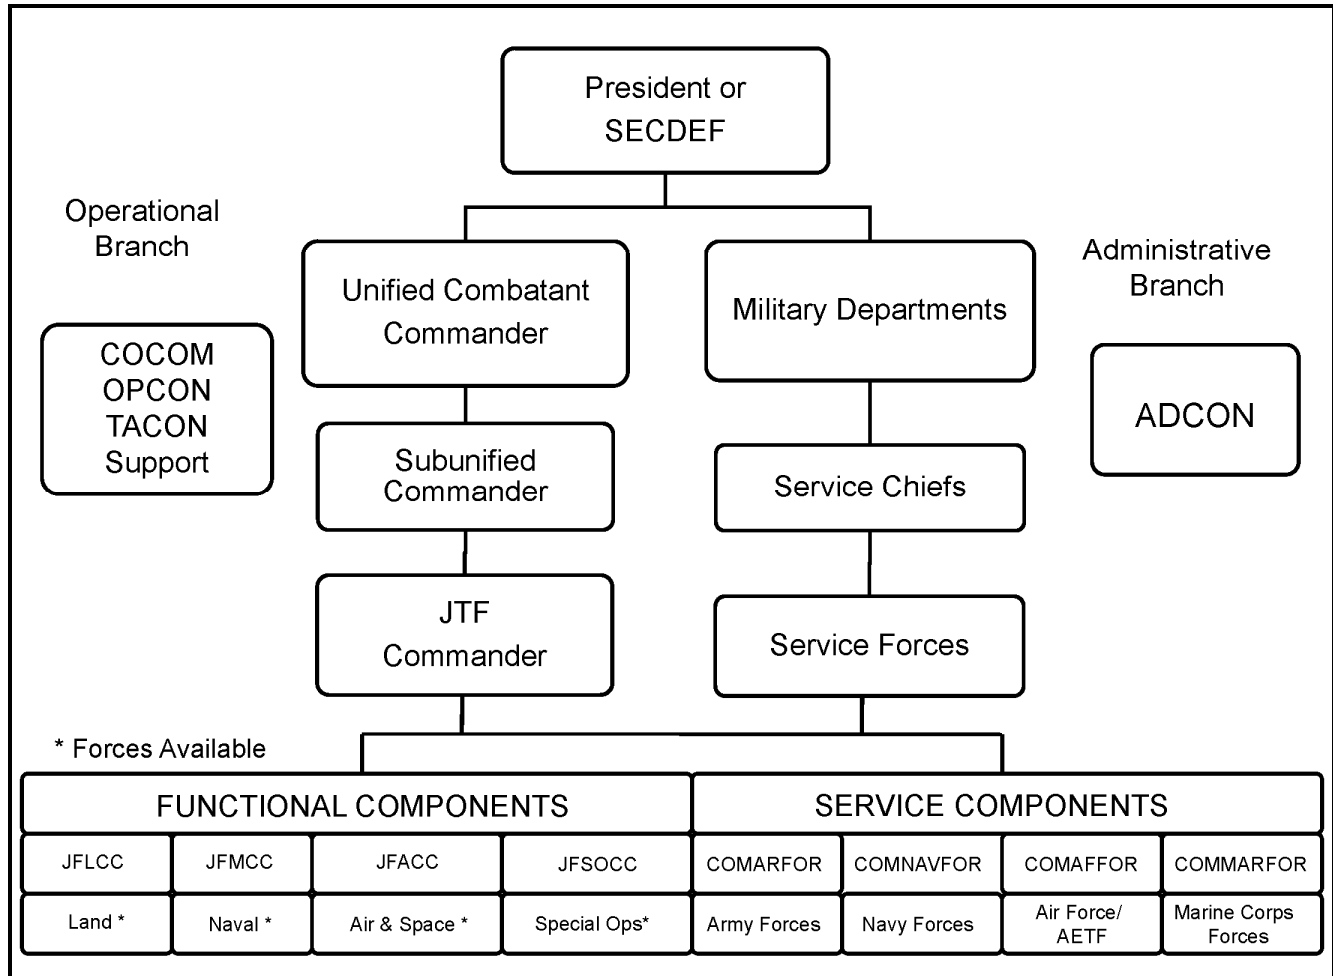 President or
SECDEF
Operational
Branch
Administrative
Branch
Unified Combatant
Commander
Military Departments
COCOM
OPCON
TACON
Support
ADCON
Subunified
Commander
Service Chiefs
JTF
Commander
Service Forces
* Forces Available
FUNCTIONAL COMPONENTS
SERVICE COMPONENTS
JFLCC
JFMCC
JFACC
JFSOCC
COMARFOR
COMNAVFOR
COMAFFOR
COMMARFOR
Land *
Naval *
Air & Space *
Special Ops*
Army Forces
Navy Forces
Air Force/
AETF
Marine Corps
Forces